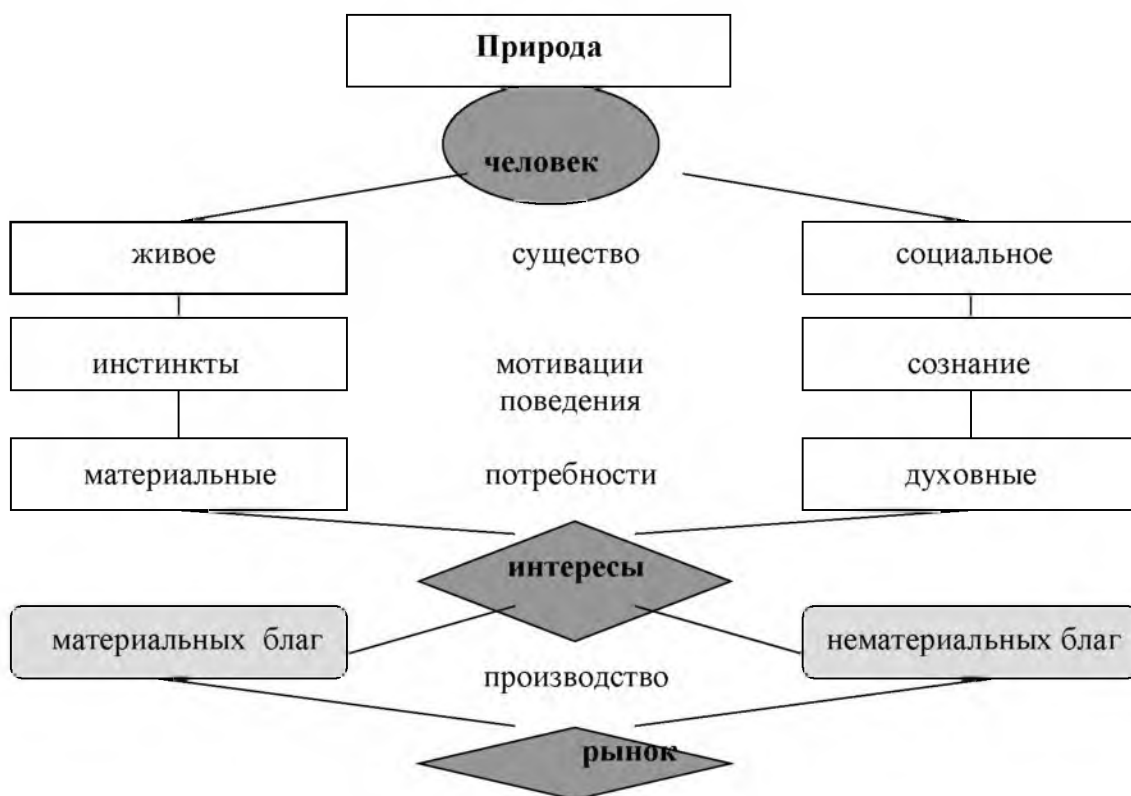 Природа
человек
живое существо социальное
инстинкты мотивации сознание
поведения
материальные потребности духовные
интересы
материальных благ нематериальных благ
производство
рынок